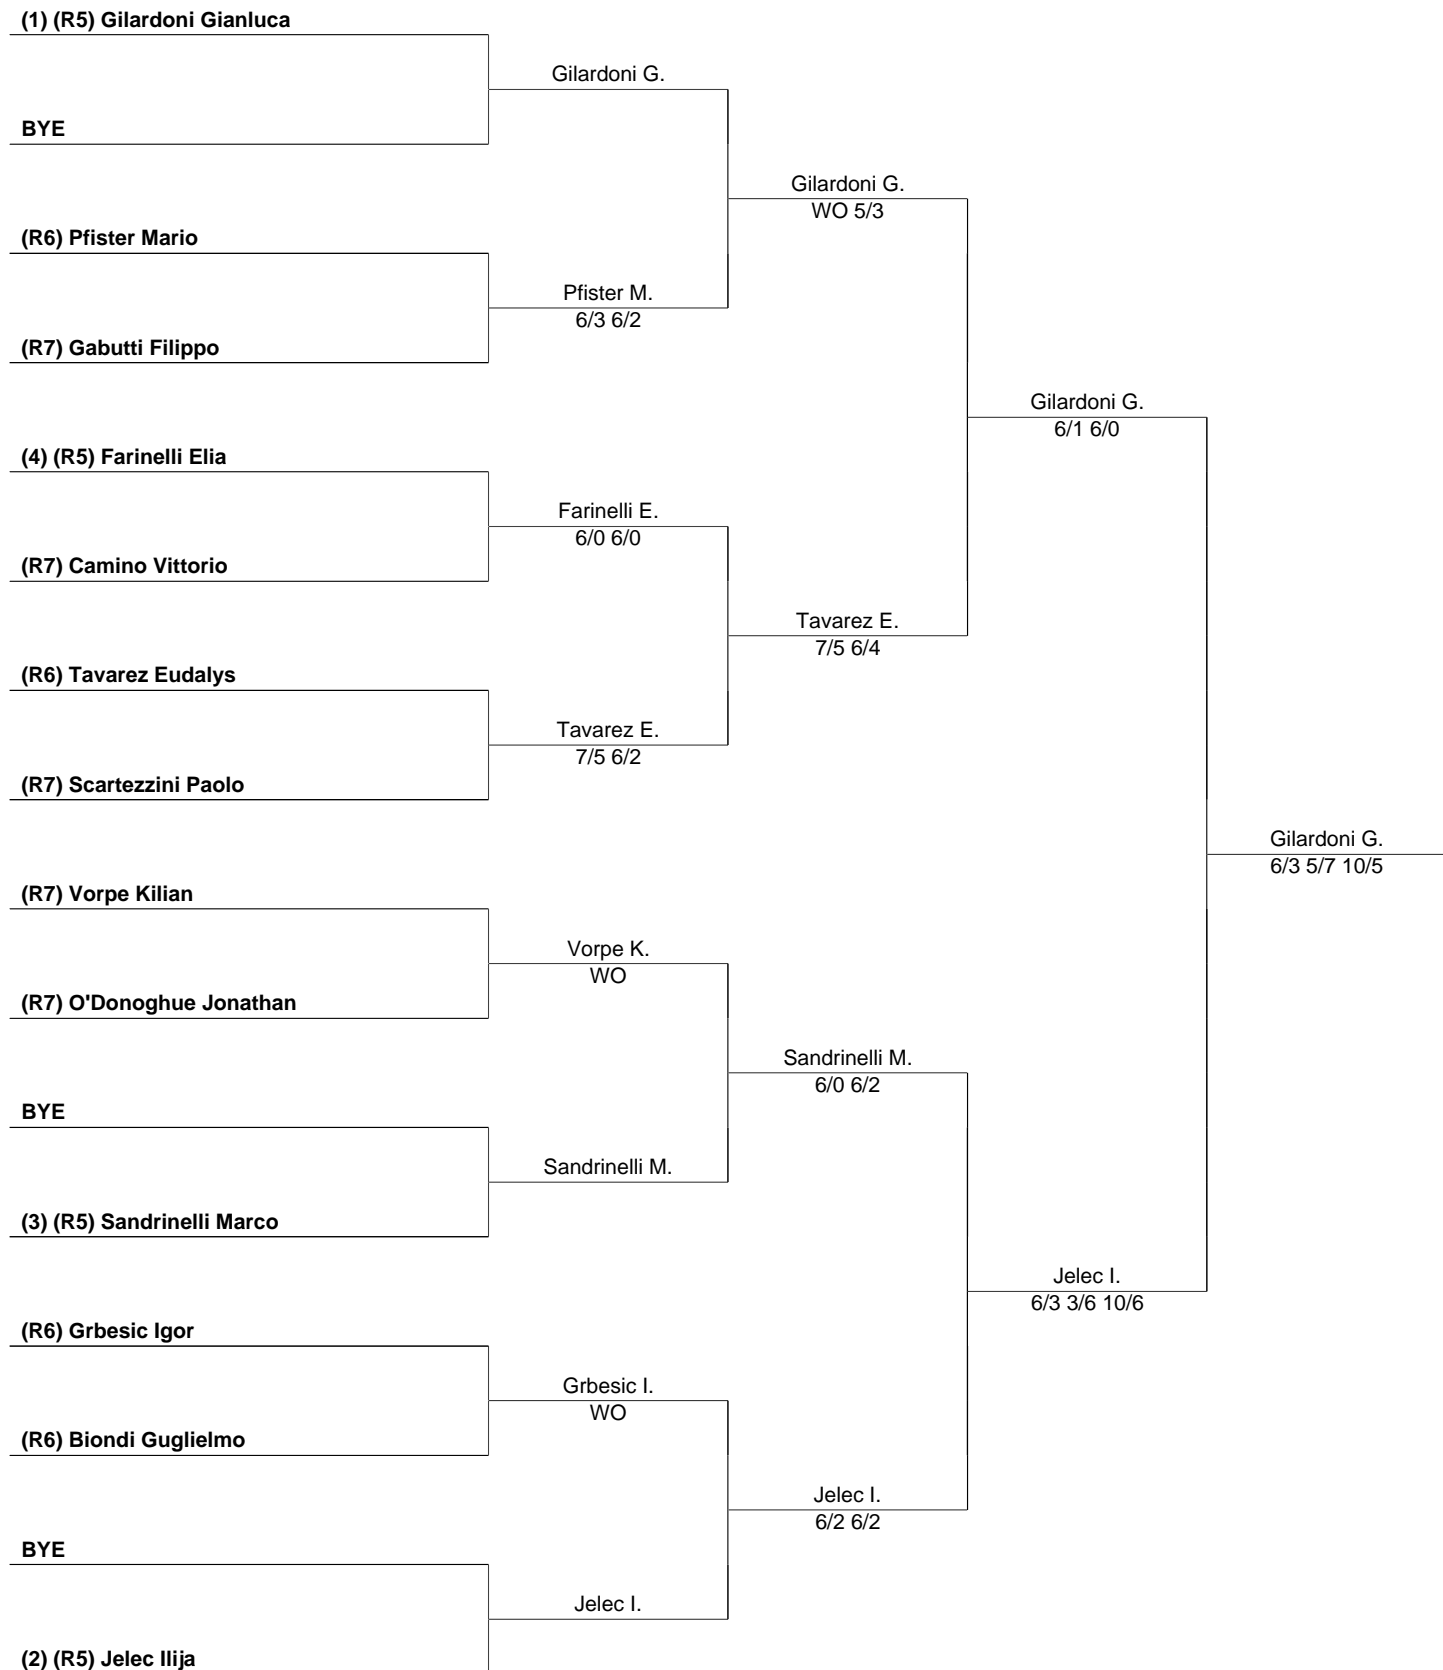 (1) (R5) Gilardoni Gianluca
Gilardoni G.
BYE
Gilardoni G.
WO 5/3
(R6) Pfister Mario
Pfister M.
6/3 6/2
(R7) Gabutti Filippo
Gilardoni G.
6/1 6/0
(4) (R5) Farinelli Elia
Farinelli E.
6/0 6/0
(R7) Camino Vittorio
Tavarez E.
7/5 6/4
(R6) Tavarez Eudalys
Tavarez E.
7/5 6/2
(R7) Scartezzini Paolo
Gilardoni G.
6/3 5/7 10/5
(R7) Vorpe Kilian
Vorpe K.
WO
(R7) O'Donoghue Jonathan
Sandrinelli M.
6/0 6/2
BYE
Sandrinelli M.
(3) (R5) Sandrinelli Marco
Jelec I.
6/3 3/6 10/6
(R6) Grbesic Igor
Grbesic I.
WO
(R6) Biondi Guglielmo
Jelec I.
6/2 6/2
BYE
Jelec I.
(2) (R5) Jelec Ilija